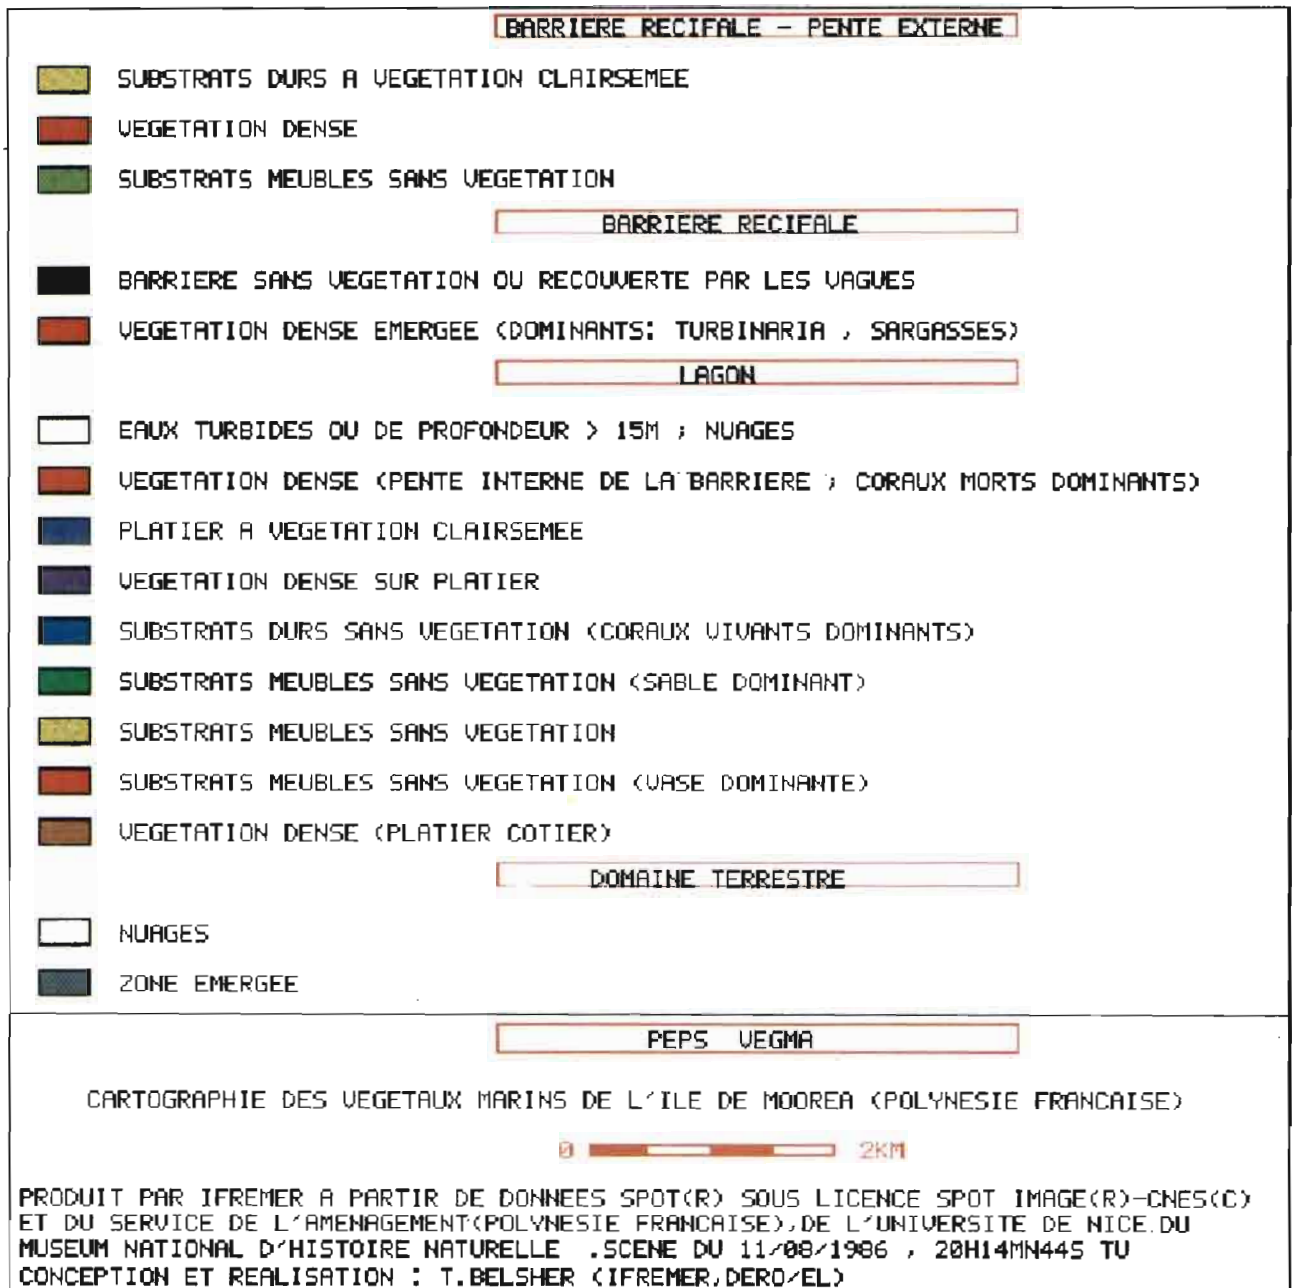 BARRIERE RECIFALE - PENTE EXTERNE
SUBSTRATS DURS A VEGETATION CLAIRSEMEE
VEGETATION DENSE
SUBSTRATS MEUBLES SANS VEGETATION
BARRIERE RECIFALE
BARRIERE SANS VEGETATION OU RECOUVERTE PAR LES VAGUES
VEGETATION DENSE EMERGEE (DOMINANTS: TURBINARIA , SARGASSES)
LAGON
EAUX TURBIDES OU DE PROFONDEUR > 15M ; NUAGES
VEGETATION DENSE (PENTE INTERNE DE LA BARRIERE ; CORAUX MORTS DOMINANTS)
PLATIER A VEGETATION CLAIRSEMEE
VEGETATION DENSE SUR PLATIER
SUBSTRATS DURS SANS VEGETATION (CORAUX VIVANTS DOMINANTS)
SUBSTRATS MEUBLES SANS VEGETATION (SABLE DOMINANT)
SUBSTRATS MEUBLES SANS VEGETATION
SUBSTRATS MEUBLES SANS VEGETATION (VASE DOMINANTE)
VEGETATION DENSE (PLATIER COTIER)
DOMAINE TERRESTRE
NUAGES
ZONE EMERGEE
PEPS VEGMA
CARTOGRAPHIE DES VEGETAUX MARINS DE L'ILE DE MOOREA (POLYNESIE FRANCAISE)
0 2KM
PRODUIT PAR IFREMER A PARTIR DE DONNEES SPOT(R) SOUS LICENCE SPOT IMAGE(R)-CNES(C)
ET DU SERVICE DE L'AMENAGEMENT(POLYNESIE FRANCAISE),DE L'UNIVERSITE DE NICE.DU
MUSEUM NATIONAL D'HISTOIRE NATURELLE .SCENE DU 11/08/1986 , 20H14MN44S TU
CONCEPTION ET REALISATION : T.BELSHER (IFREMER,DERO/EL)